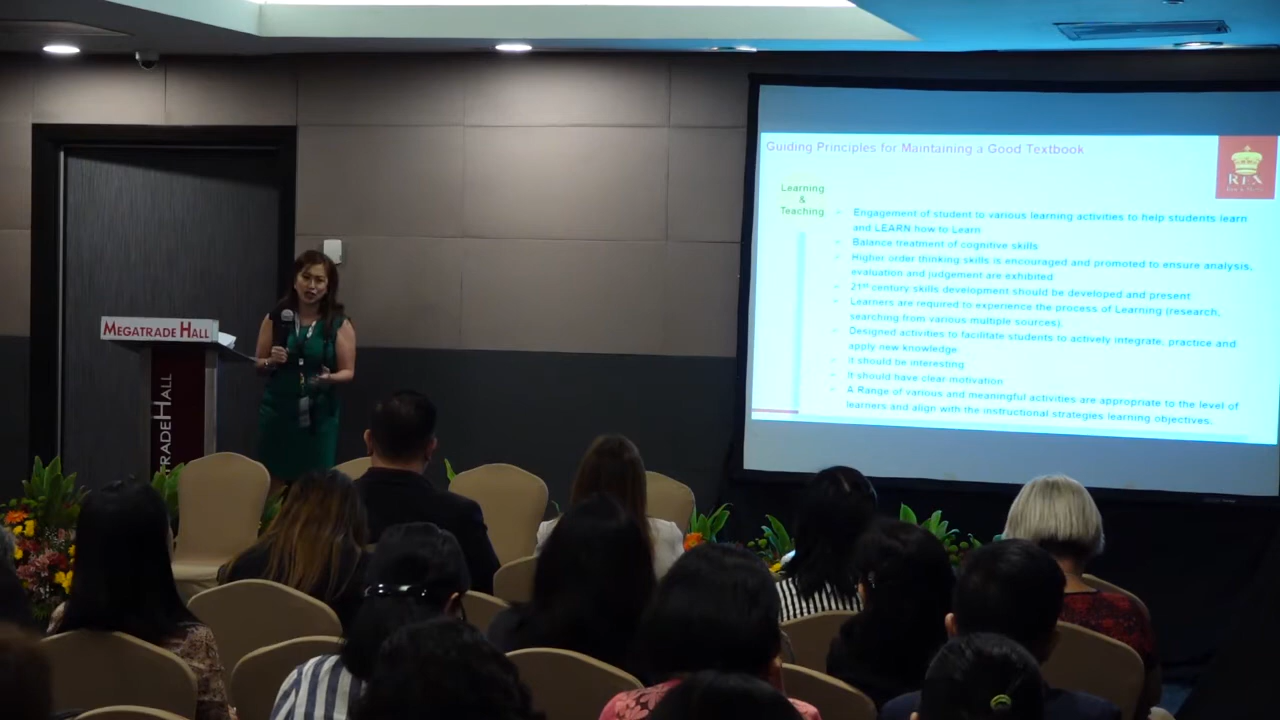 Guiding Principles for Maintaining a Good Textbook
REX
Learning
&
Teaching
Engagement of student to various learning activities to help students learn
and LEARN how to Learn
Balance treatment of cognitive skills
Higher order thinking skills is encouraged and promoted to ensure analysis,
evaluation and judgement are exhibited
21st century skills development should be developed and present
Learners are required to experience the process of Learning (research,
searching from various multiple sources).
Designed activities to facilitate students to actively integrate, practice and
apply new knowledge
It should be interesting
It should have clear motivation
A Range of various and meaningful activities are appropriate to the level of
learners and align with the instructional strategies learning objectives.
MEGATRADE HALL
TRADEHALL